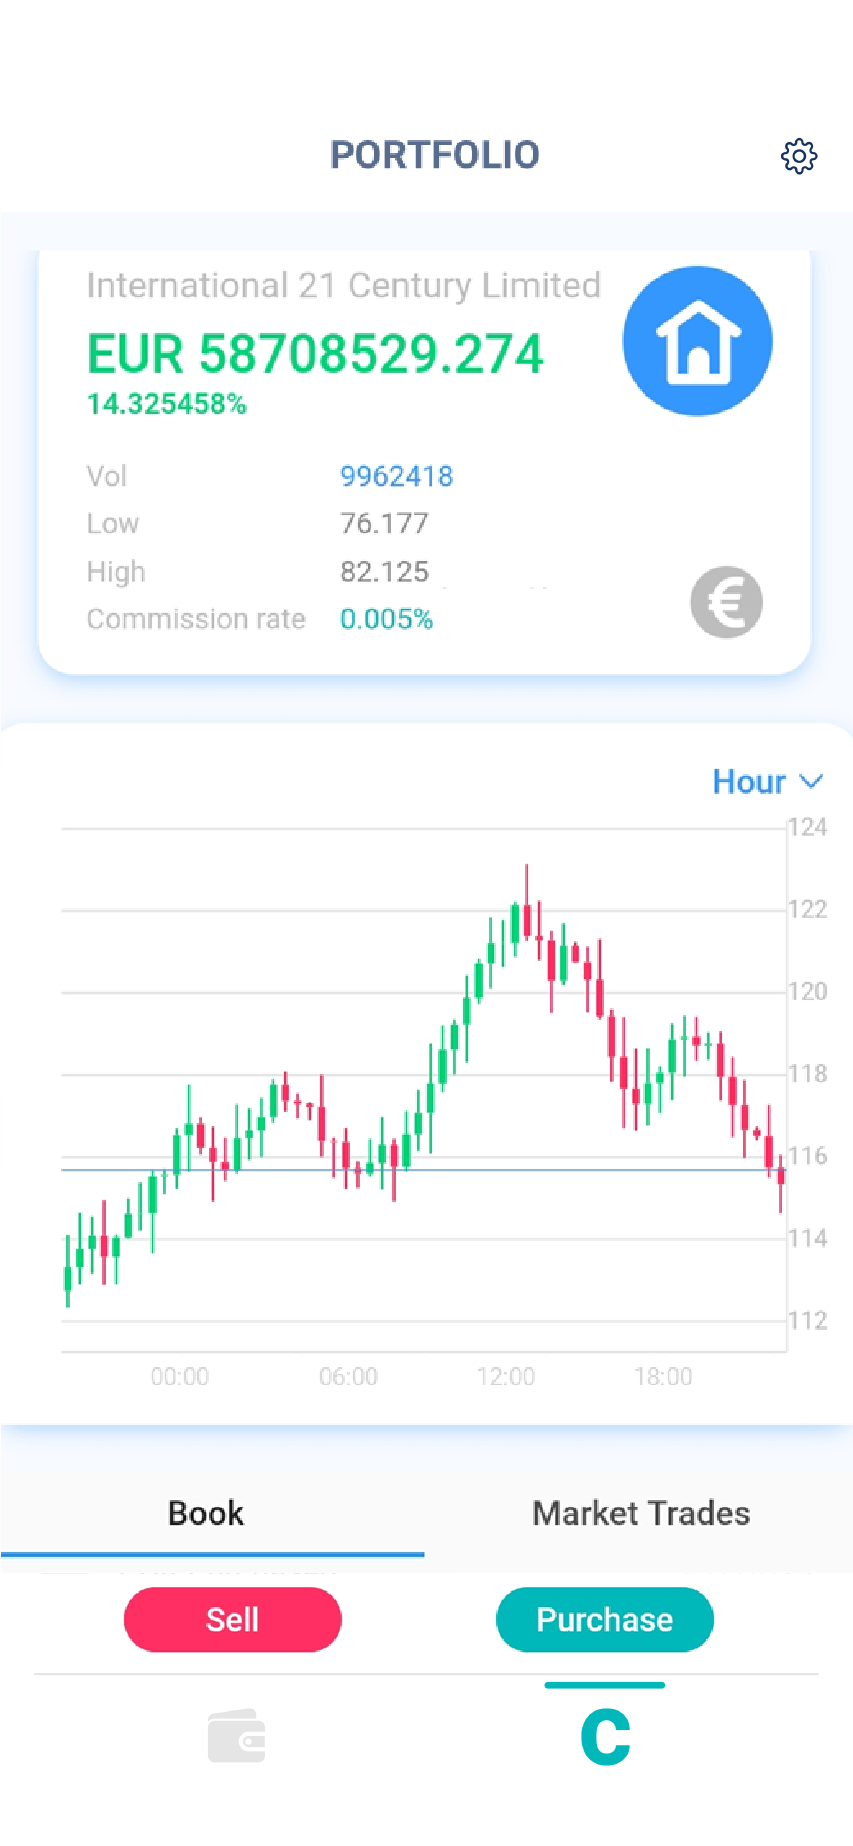 PORTFOLIO
International 21 Century Limited
EUR 58708529.274
14.325458%
Vol 9962418
Low 76.177
High 82.125
Commission rate 0.005%
€
Hour
124
122
120
118
116
114
112
00:00 06:00 12:00 18:00
Book Market Trades
Sell Purchase
C